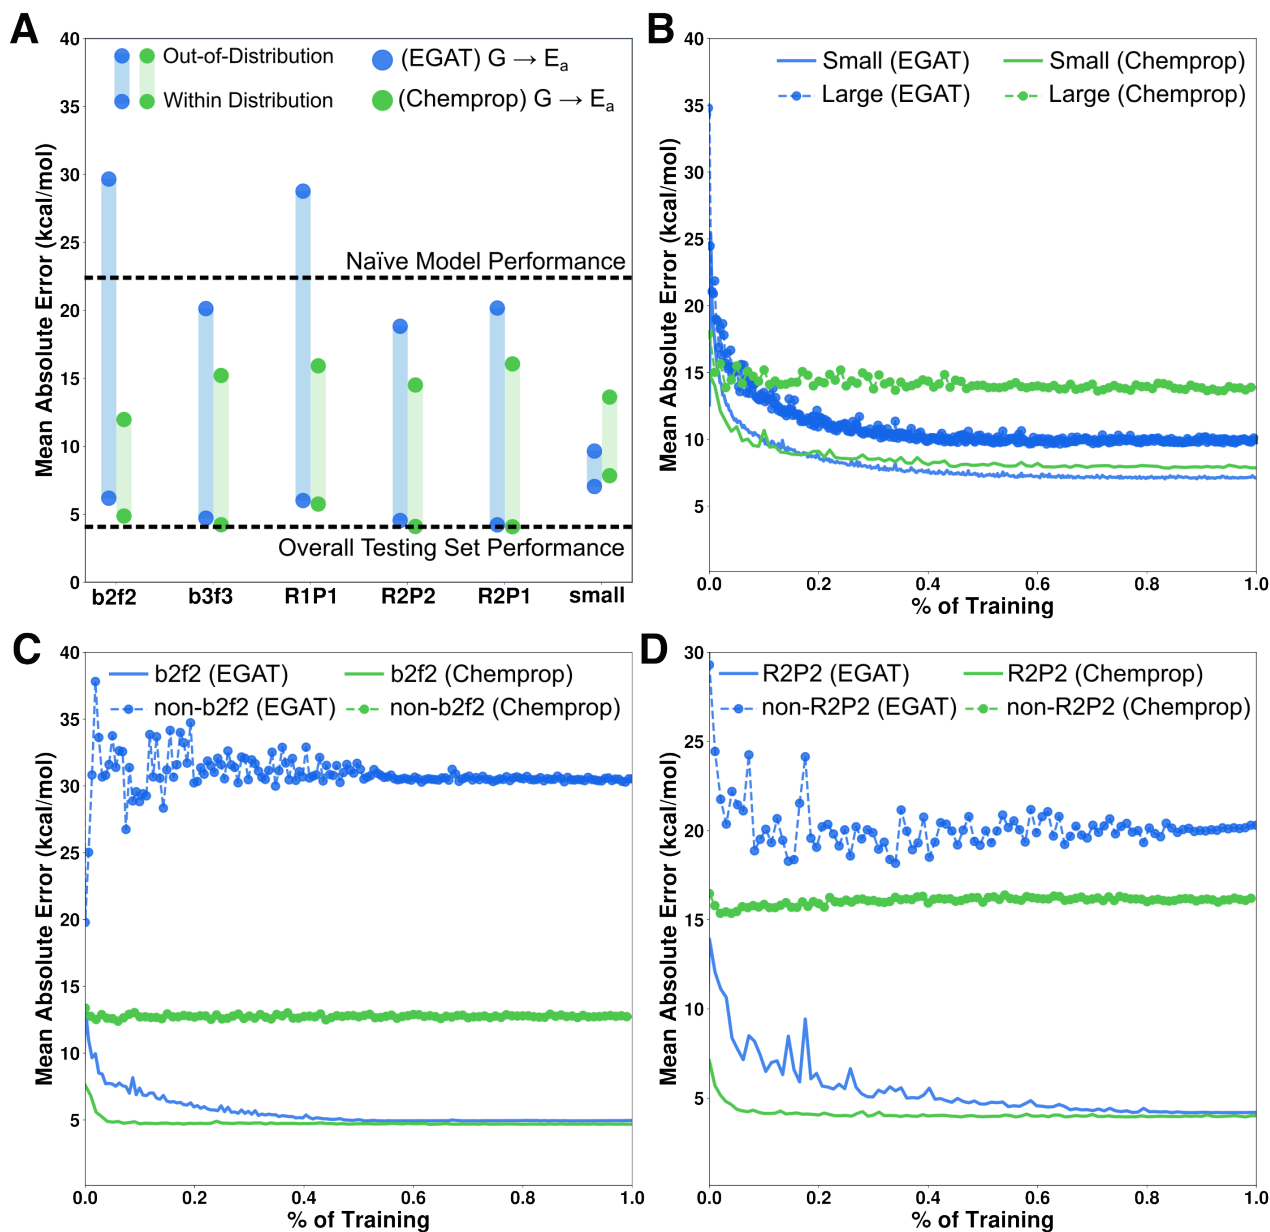 A
Mean Absolute Error (kcal/mol)
40
35
30
25
20
15
10
5
0
Out-of-Distribution
Within Distribution
(EGAT) G → Ea
(Chemprop) G → Ea
Naïve Model Performance
Overall Testing Set Performance
b2f2 b3f3 R1P1 R2P2 R2P1 small
B
Mean Absolute Error (kcal/mol)
40
35
30
25
20
15
10
5
Small (EGAT) Small (Chemprop)
Large (EGAT) Large (Chemprop)
0.0 0.2 0.4 0.6 0.8 1.0
% of Training
C
Mean Absolute Error (kcal/mol)
40
35
30
25
20
15
10
5
b2f2 (EGAT) b2f2 (Chemprop)
non-b2f2 (EGAT) non-b2f2 (Chemprop)
0.0 0.2 0.4 0.6 0.8 1.0
% of Training
D
Mean Absolute Error (kcal/mol)
30
25
20
15
10
5
R2P2 (EGAT) R2P2 (Chemprop)
non-R2P2 (EGAT) non-R2P2 (Chemprop)
0.0 0.2 0.4 0.6 0.8 1.0
% of Training